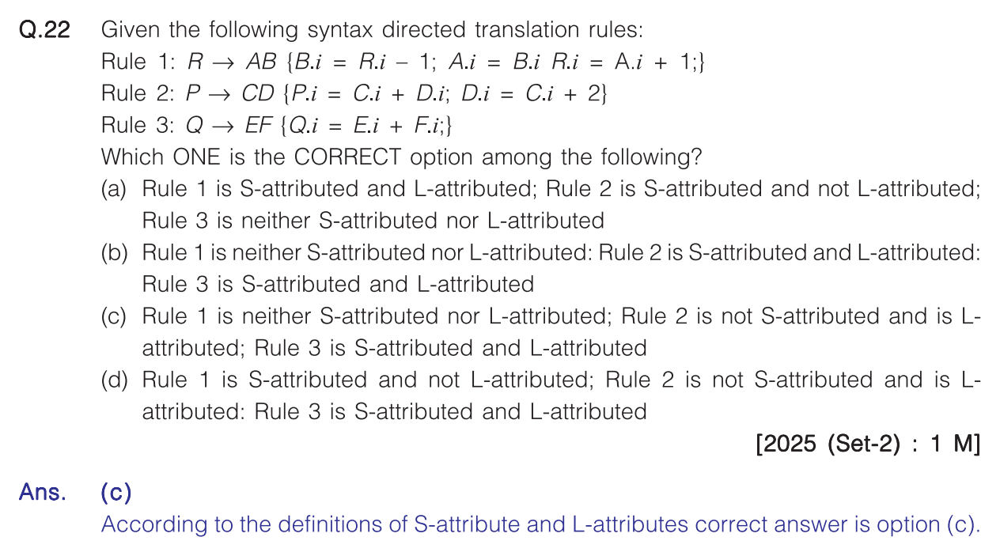 Q.22 Given the following syntax directed translation rules:
Rule 1: R → AB {B.i = R.i – 1; A.i = B.i R.i = A.i + 1;}
Rule 2: P → CD {P.i = C.i + D.i; D.i = C.i + 2}
Rule 3: Q → EF {Q.i = E.i + F.i;}
Which ONE is the CORRECT option among the following?
(a) Rule 1 is S-attributed and L-attributed; Rule 2 is S-attributed and not L-attributed;
Rule 3 is neither S-attributed nor L-attributed
(b) Rule 1 is neither S-attributed nor L-attributed: Rule 2 is S-attributed and L-attributed:
Rule 3 is S-attributed and L-attributed
(c) Rule 1 is neither S-attributed nor L-attributed; Rule 2 is not S-attributed and is L-
attributed; Rule 3 is S-attributed and L-attributed
(d) Rule 1 is S-attributed and not L-attributed; Rule 2 is not S-attributed and is L-
attributed: Rule 3 is S-attributed and L-attributed
[2025 (Set-2) : 1 M]
Ans. (c)
According to the definitions of S-attribute and L-attributes correct answer is option (c).